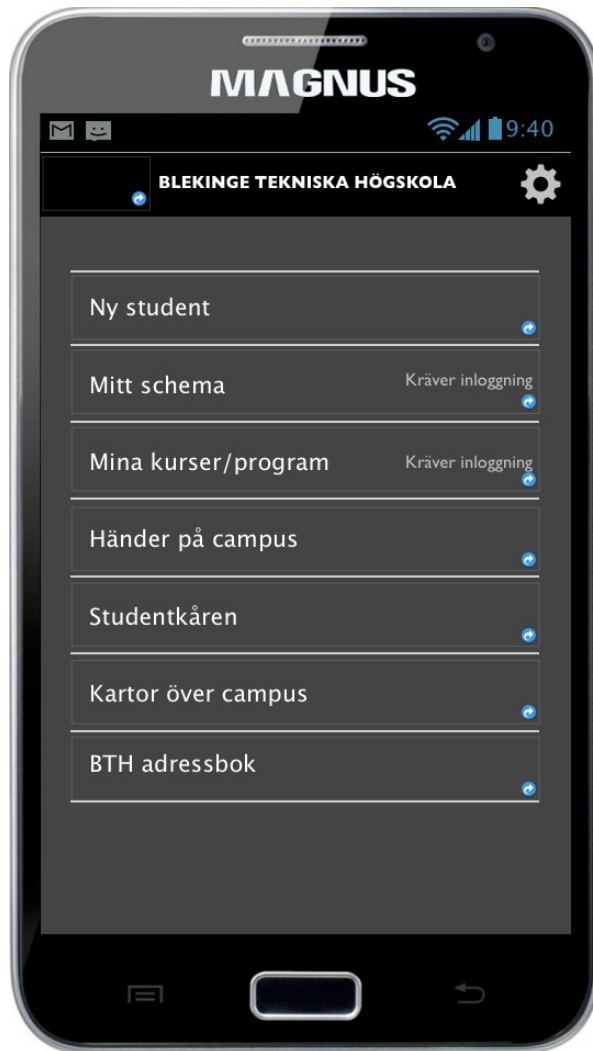 MAGNUS
9:40
BLEKINGE TEKNISKA HÖGSKOLA
Ny student
Mitt schema
Kräver inloggning
Mina kurser/program
Kräver inloggning
Händer på campus
Studentkåren
Kartor över campus
BTH adressbok